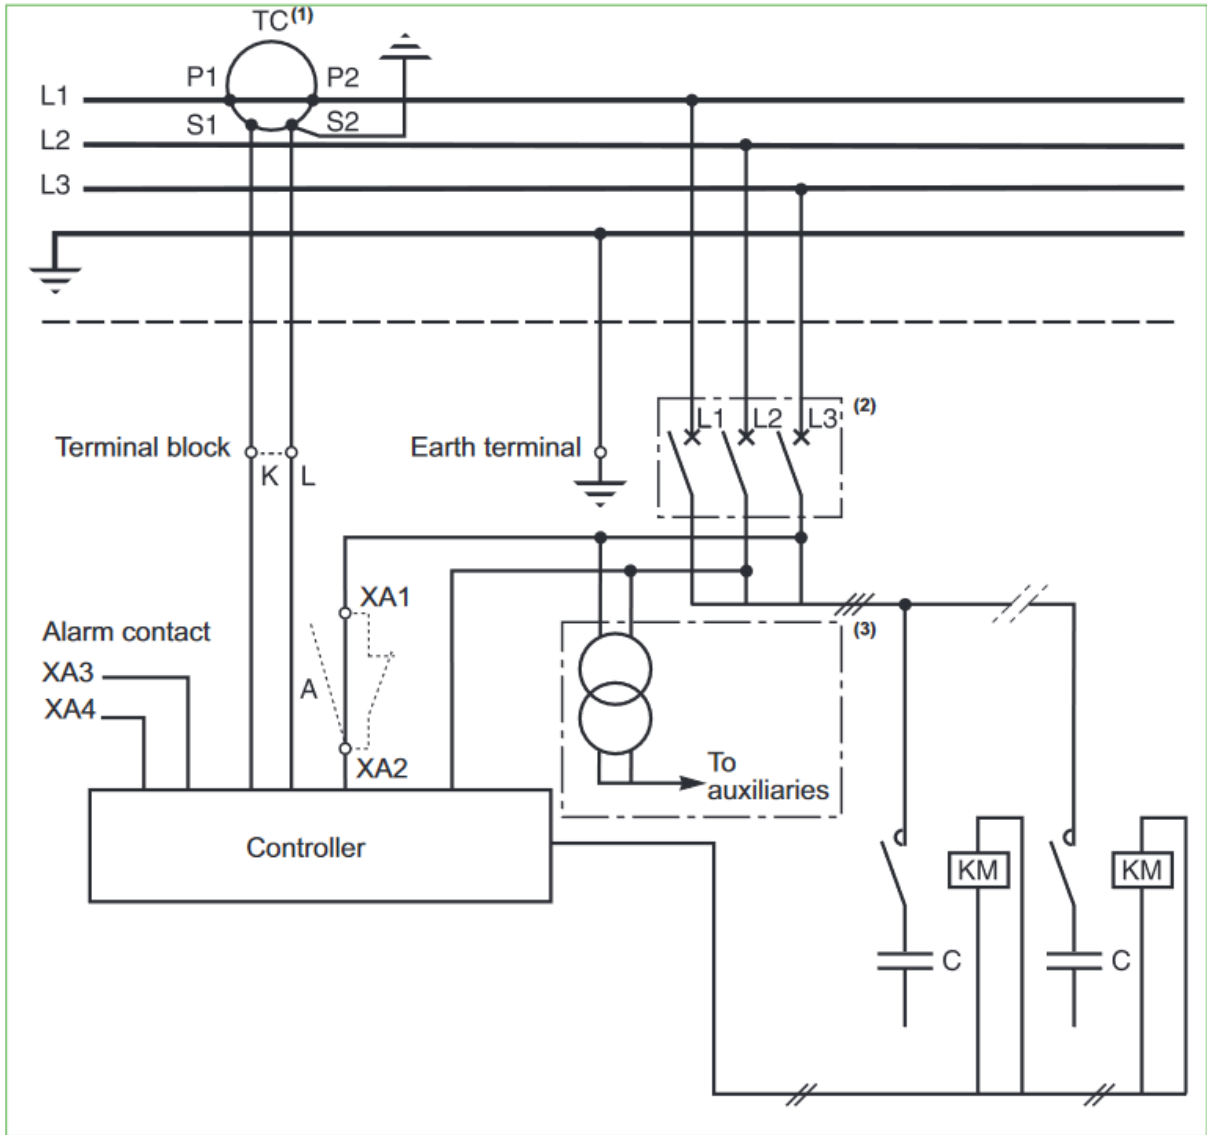 TC(1)
P1 P2
L1
S1 S2
L2
L3
L1 L2 L3 (2)
Terminal block Earth terminal
K L
XA1
Alarm contact (3)
XA3
A
XA4
To
XA2 auxiliaries
Controller
KM KM
C C